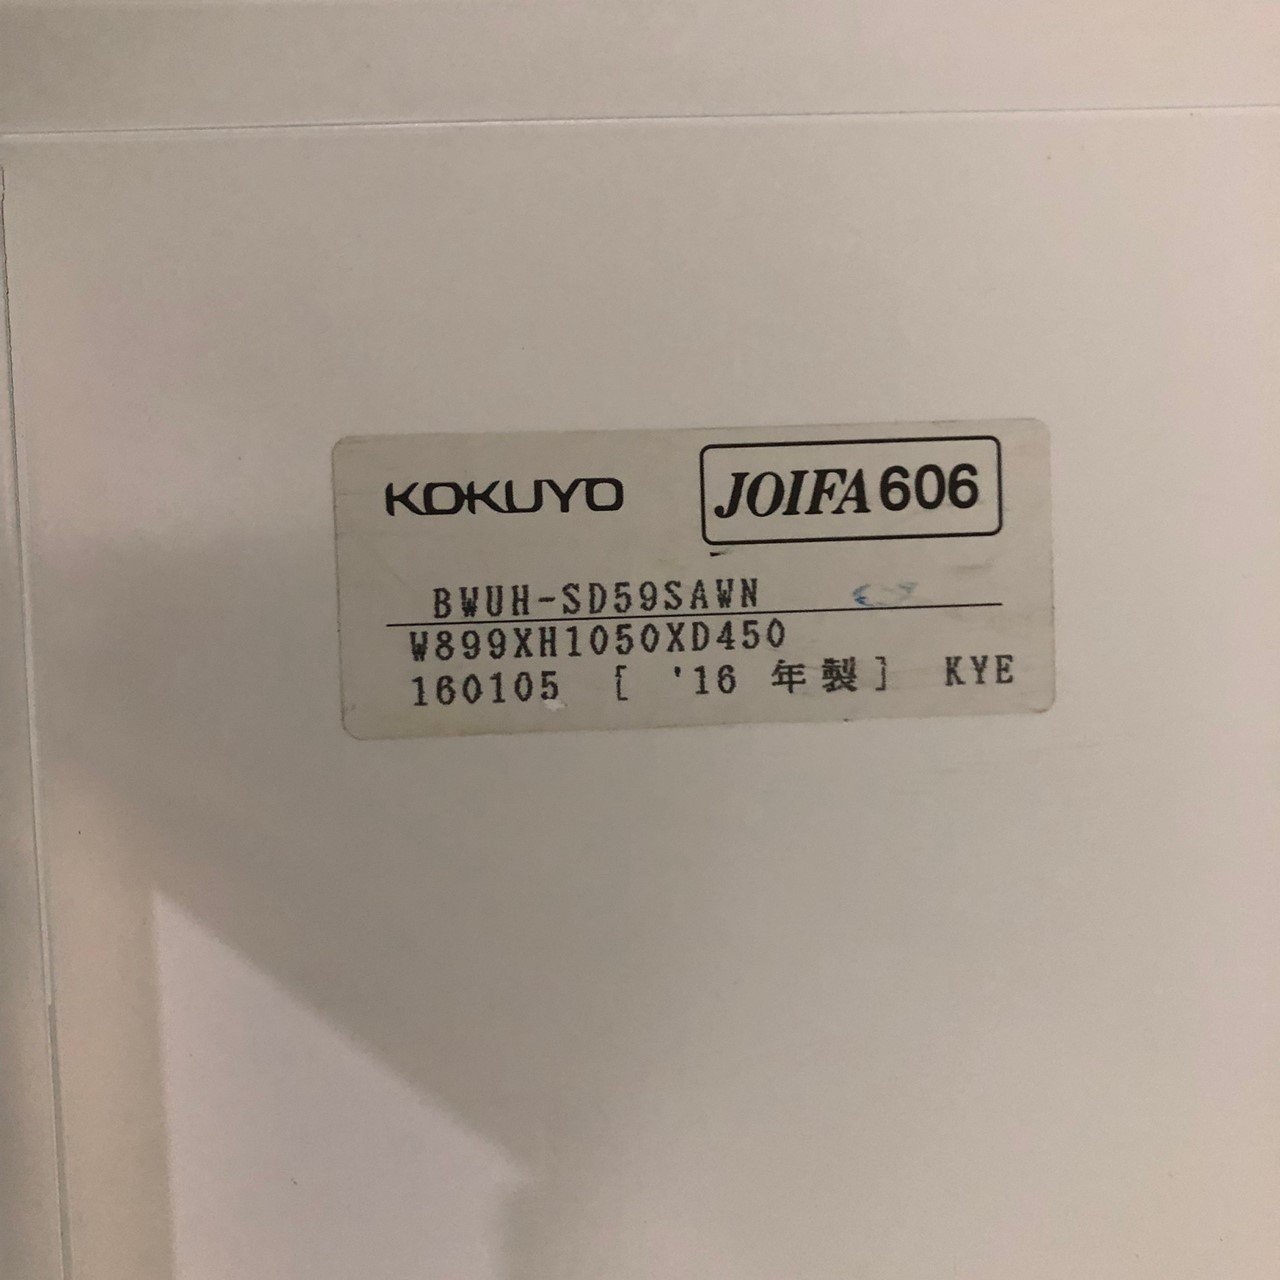 KOKUYO JOIFA606
BWUH-SD59SAWN
W899XH1050XD450
160105 [ '16 年製] KYE